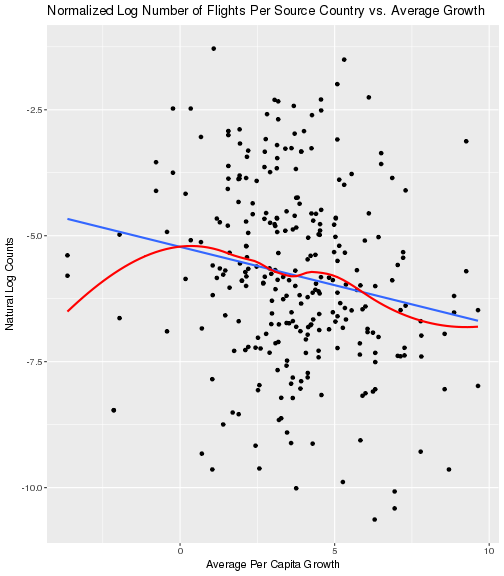 Normalized Log Number of Flights Per Source Country vs. Average Growth
Natural Log Counts
-2.5
-5.0
-7.5
-10.0
0
5
10
Average Per Capita Growth